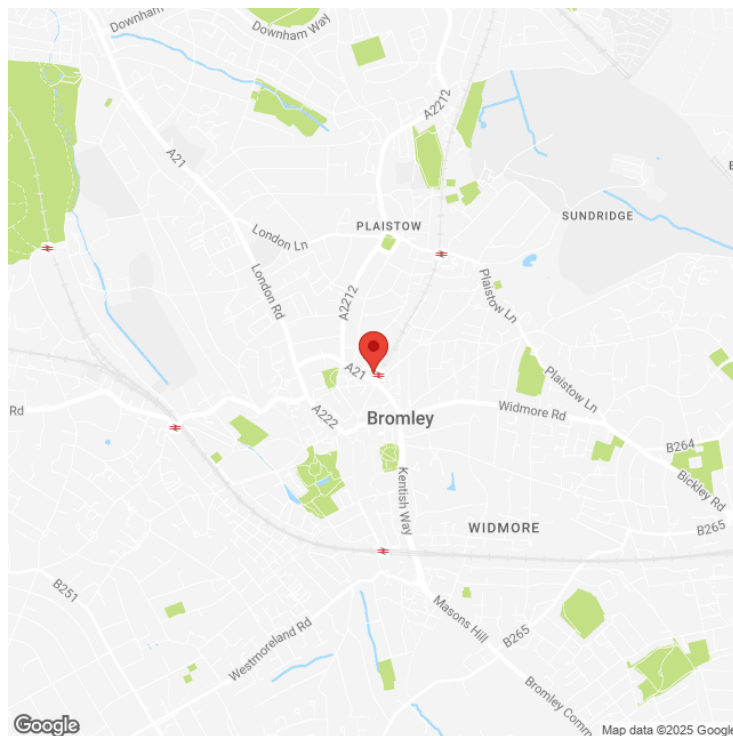 Downham
Downham Way
A2212
A21
PLAISTOW
SUNDRIDGE
London Ln
London Rd
A2212
Plaistow Ln
A21
Plaistow Ln
Rd
A222
Bromley
Widmore Rd
B264
Kentish Way
Bickley Rd
WIDMORE
B265
B251
Masons Hill
B265
Westmoreland Rd
Bromley Comm
Google
Map data ©2025 Google